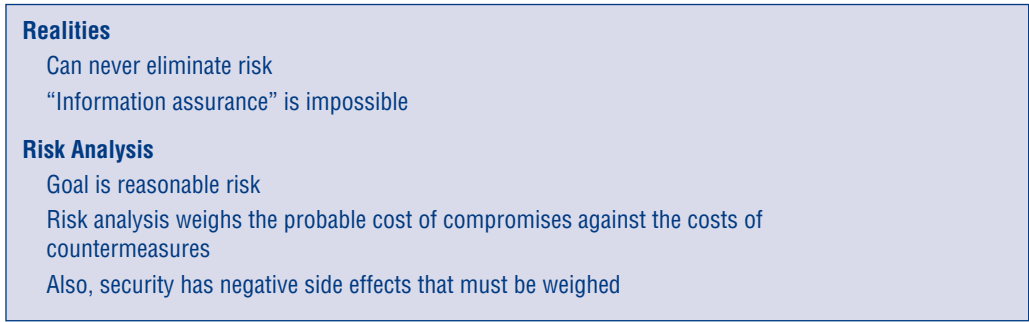 Realities
Can never eliminate risk
“Information assurance” is impossible
Risk Analysis
Goal is reasonable risk
Risk analysis weighs the probable cost of compromises against the costs of
countermeasures
Also, security has negative side effects that must be weighed